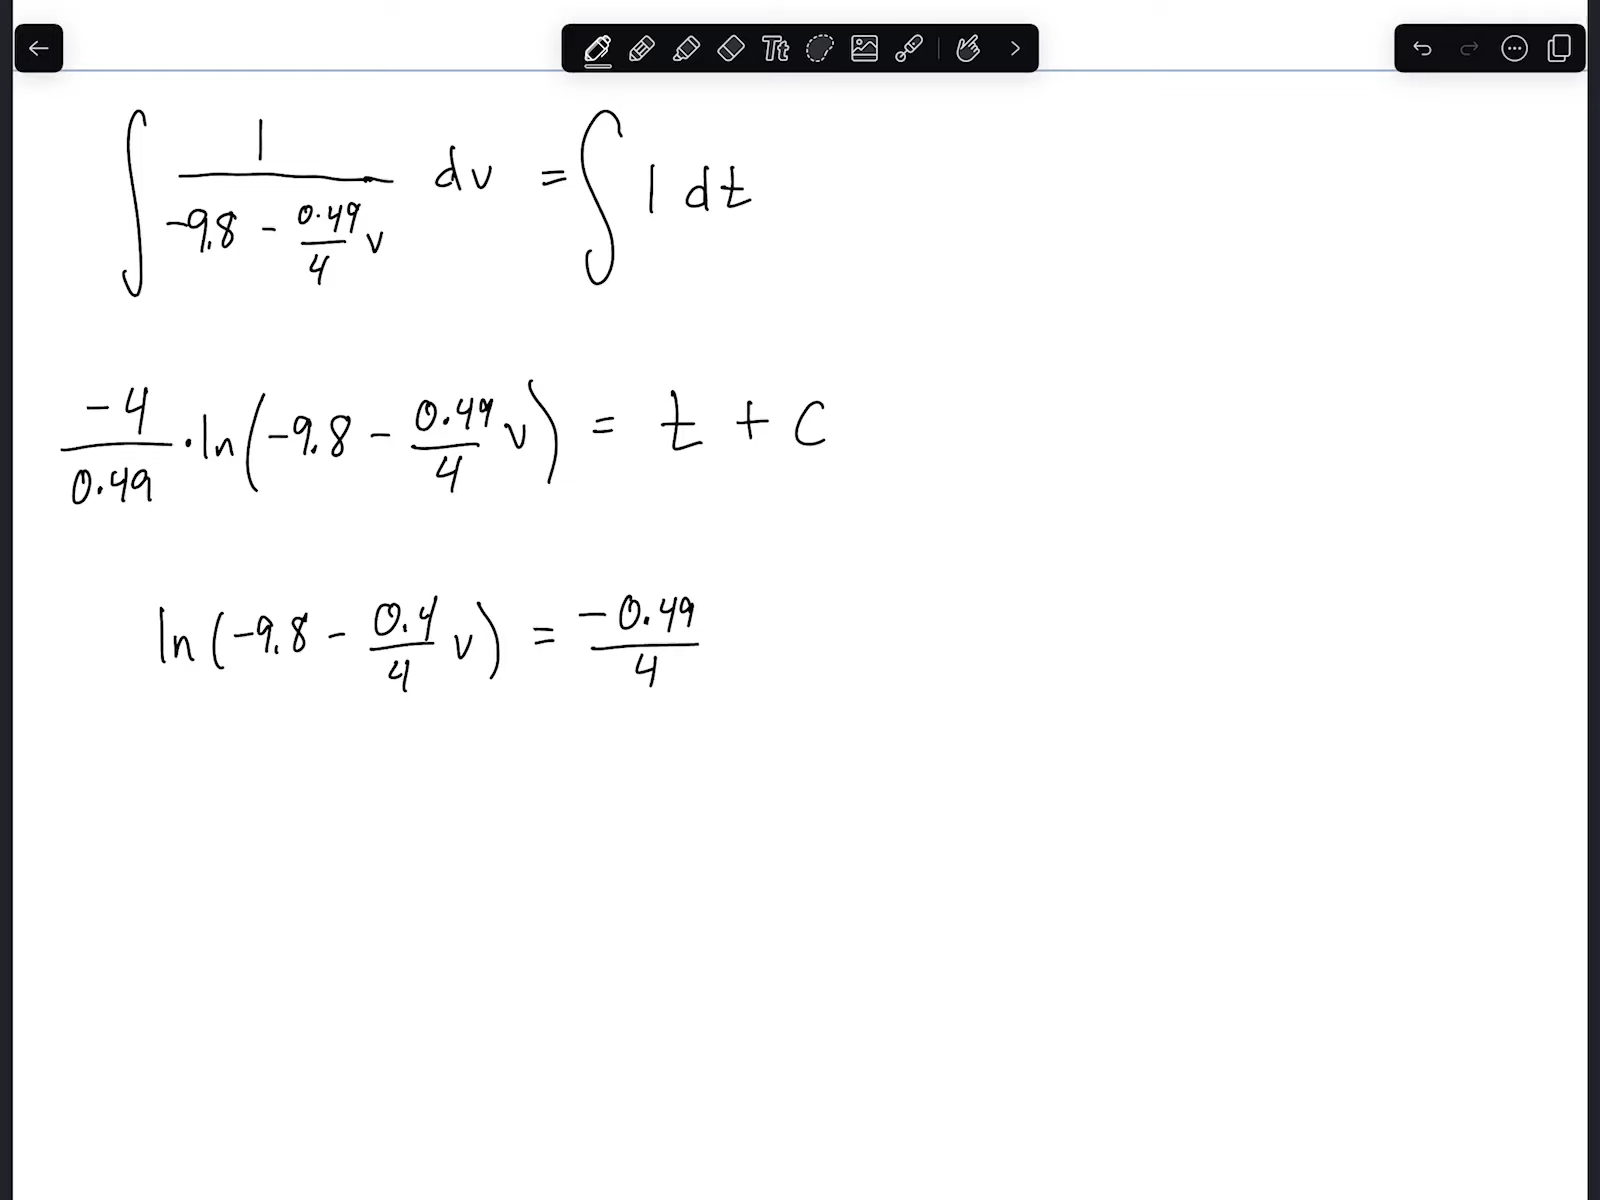 Tt
∫ 1/(-9.8 - (0.49/4)v) dv = ∫ 1 dt
-4/0.49 · ln(-9.8 - (0.49/4)v) = t + C
ln(-9.8 - (0.4/4)v) = -0.49/4